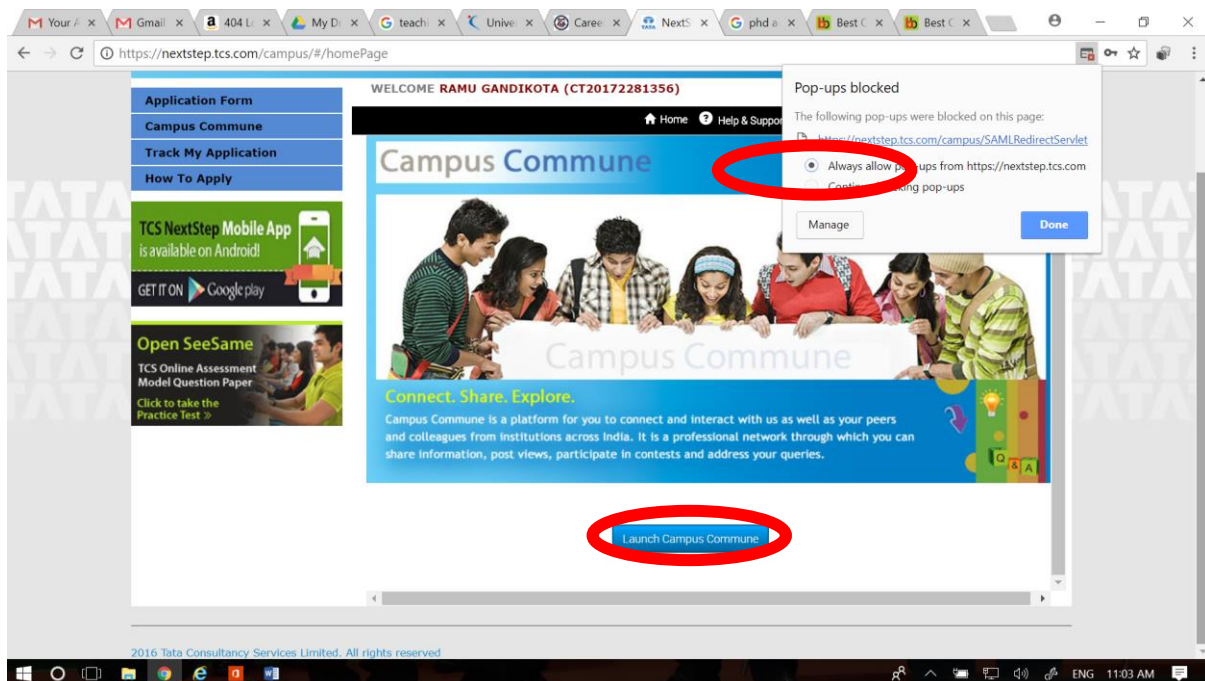 Your A
Gmail
404 Lo
My Dr
teachi
Univer
Caree
NextS
phd a
Best C
Best C
https://nextstep.tcs.com/campus/#/homePage
Application Form
Campus Commune
Track My Application
How To Apply
TCS NextStep Mobile App
is available on Android!
GET IT ON Google play
Open SeeSame
TCS Online Assessment
Model Question Paper
Click to take the
Practice Test »
WELCOME RAMU GANDIKOTA (CT20172281356)
Home Help & Suppor
Campus Commune
Campus Commune
Connect. Share. Explore.
Campus Commune is a platform for you to connect and interact with us as well as your peers
and colleagues from institutions across India. It is a professional network through which you can
share information, post views, participate in contests and address your queries.
Q & A
Launch Campus Commune
Pop-ups blocked
The following pop-ups were blocked on this page:
https://nextstep.tcs.com/campus/SAMLRedirectServlet
Always allow pop-ups from https://nextstep.tcs.com
Continue blocking pop-ups
Manage
Done
2016 Tata Consultancy Services Limited. All rights reserved
ENG 11:03 AM